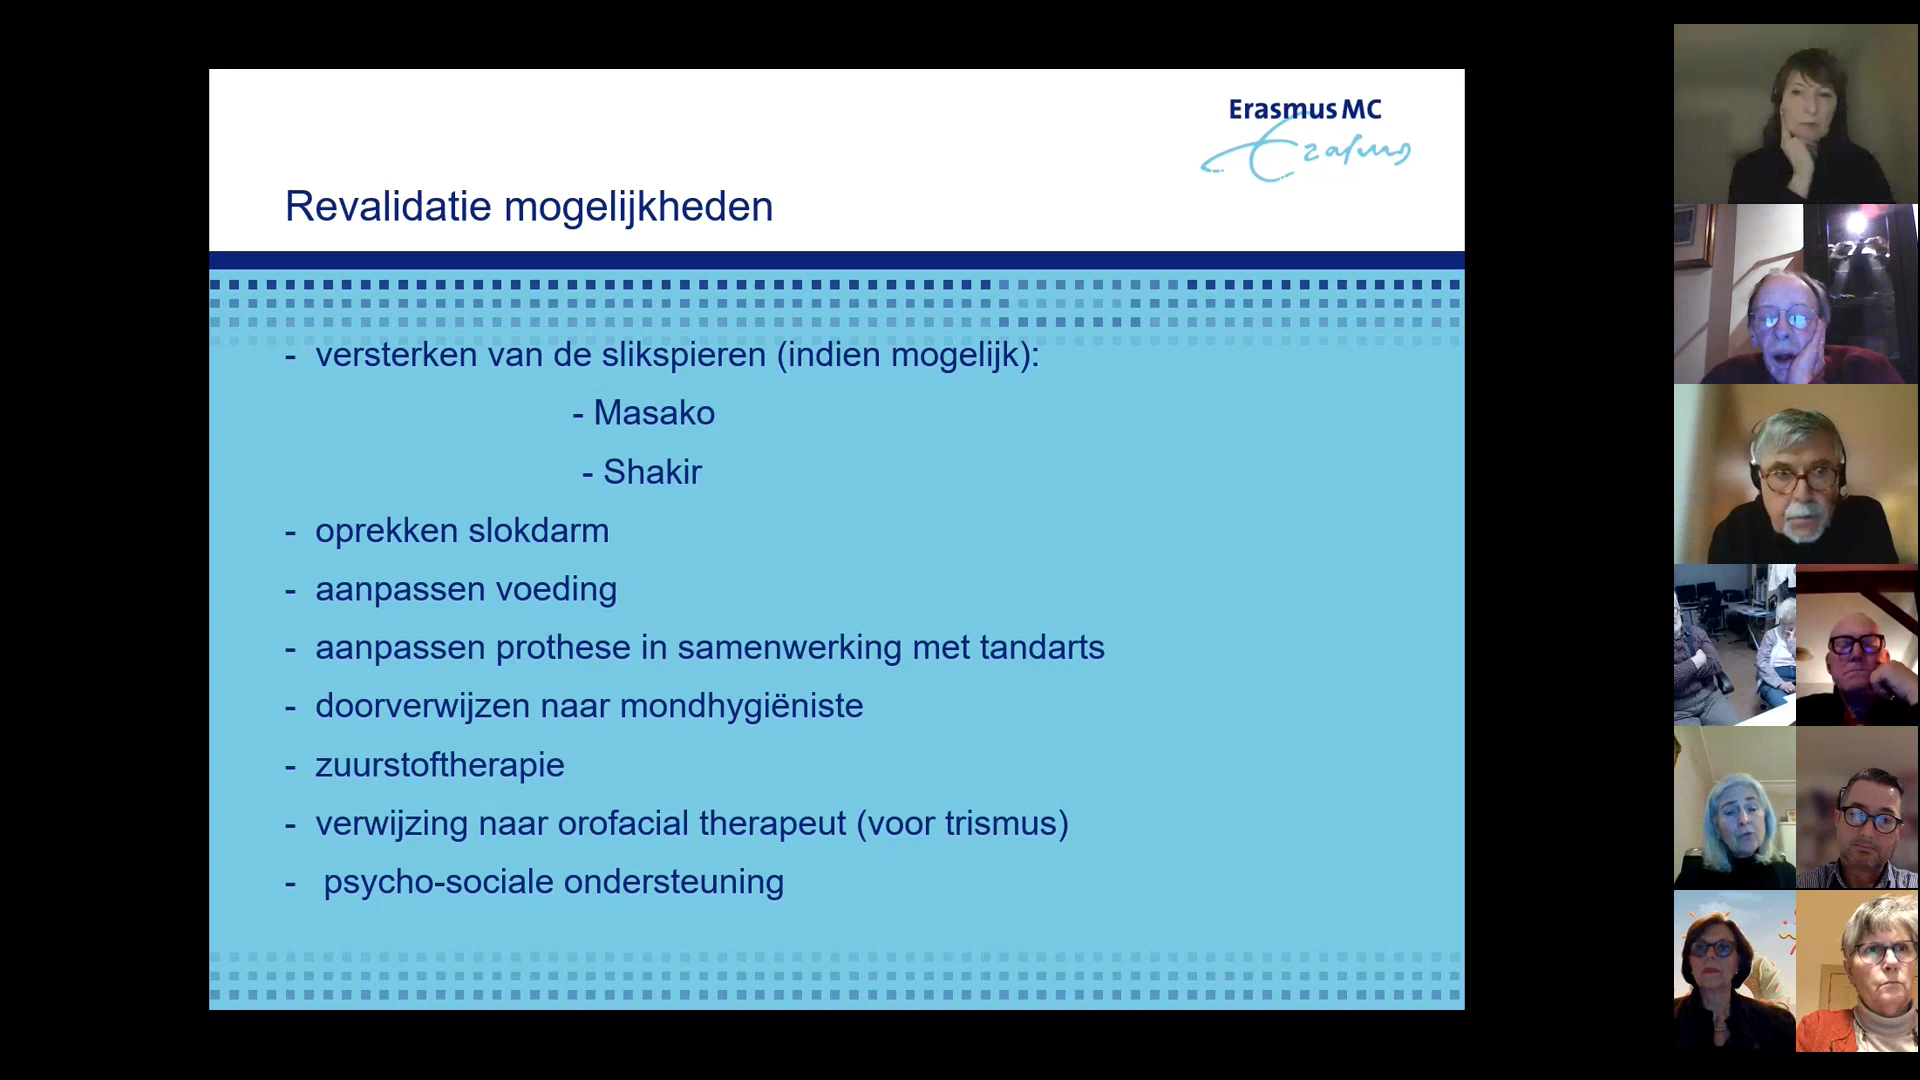 Erasmus MC
Erasmus
Revalidatie mogelijkheden
- versterken van de slikspieren (indien mogelijk):
- Masako
- Shakir
- oprekken slokdarm
- aanpassen voeding
- aanpassen prothese in samenwerking met tandarts
- doorverwijzen naar mondhygiëniste
- zuurstoftherapie
- verwijzing naar orofacial therapeut (voor trismus)
- psycho-sociale ondersteuning